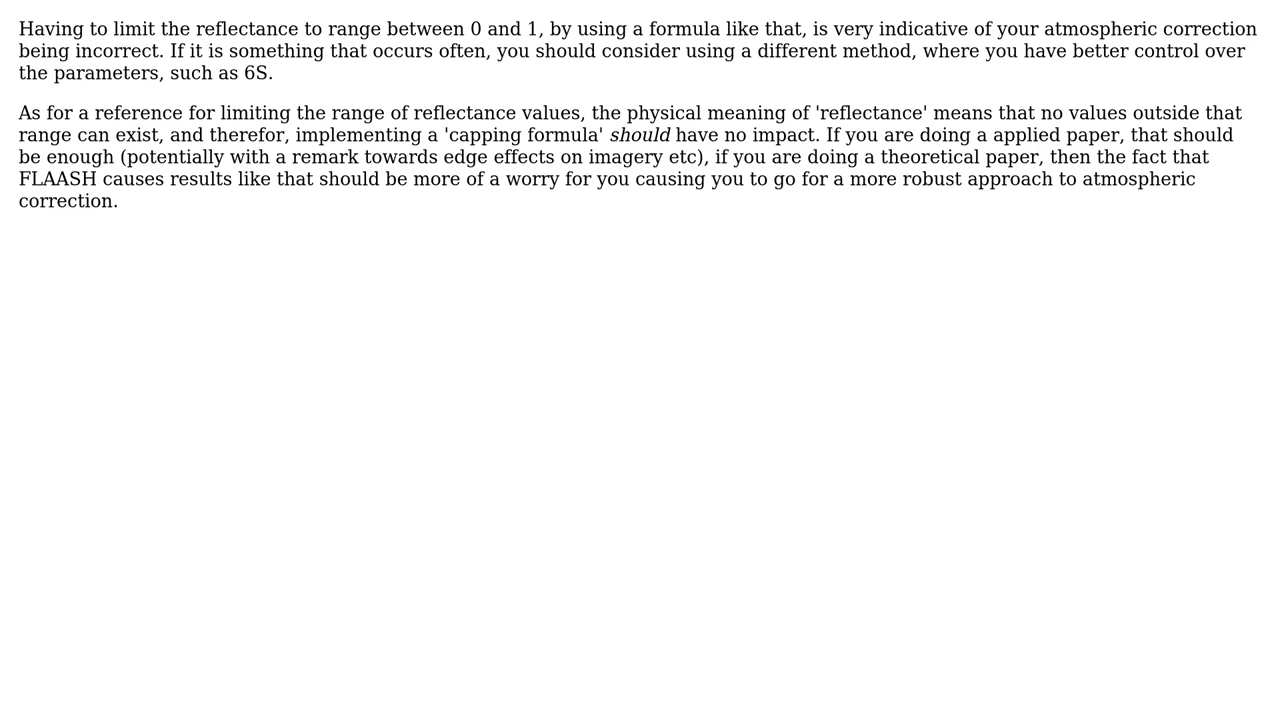 Having to limit the reflectance to range between 0 and 1, by using a formula like that, is very indicative of your atmospheric correction
being incorrect. If it is something that occurs often, you should consider using a different method, where you have better control over
the parameters, such as 6S.
As for a reference for limiting the range of reflectance values, the physical meaning of 'reflectance' means that no values outside that
range can exist, and therefor, implementing a 'capping formula' should have no impact. If you are doing a applied paper, that should
be enough (potentially with a remark towards edge effects on imagery etc), if you are doing a theoretical paper, then the fact that
FLAASH causes results like that should be more of a worry for you causing you to go for a more robust approach to atmospheric
correction.